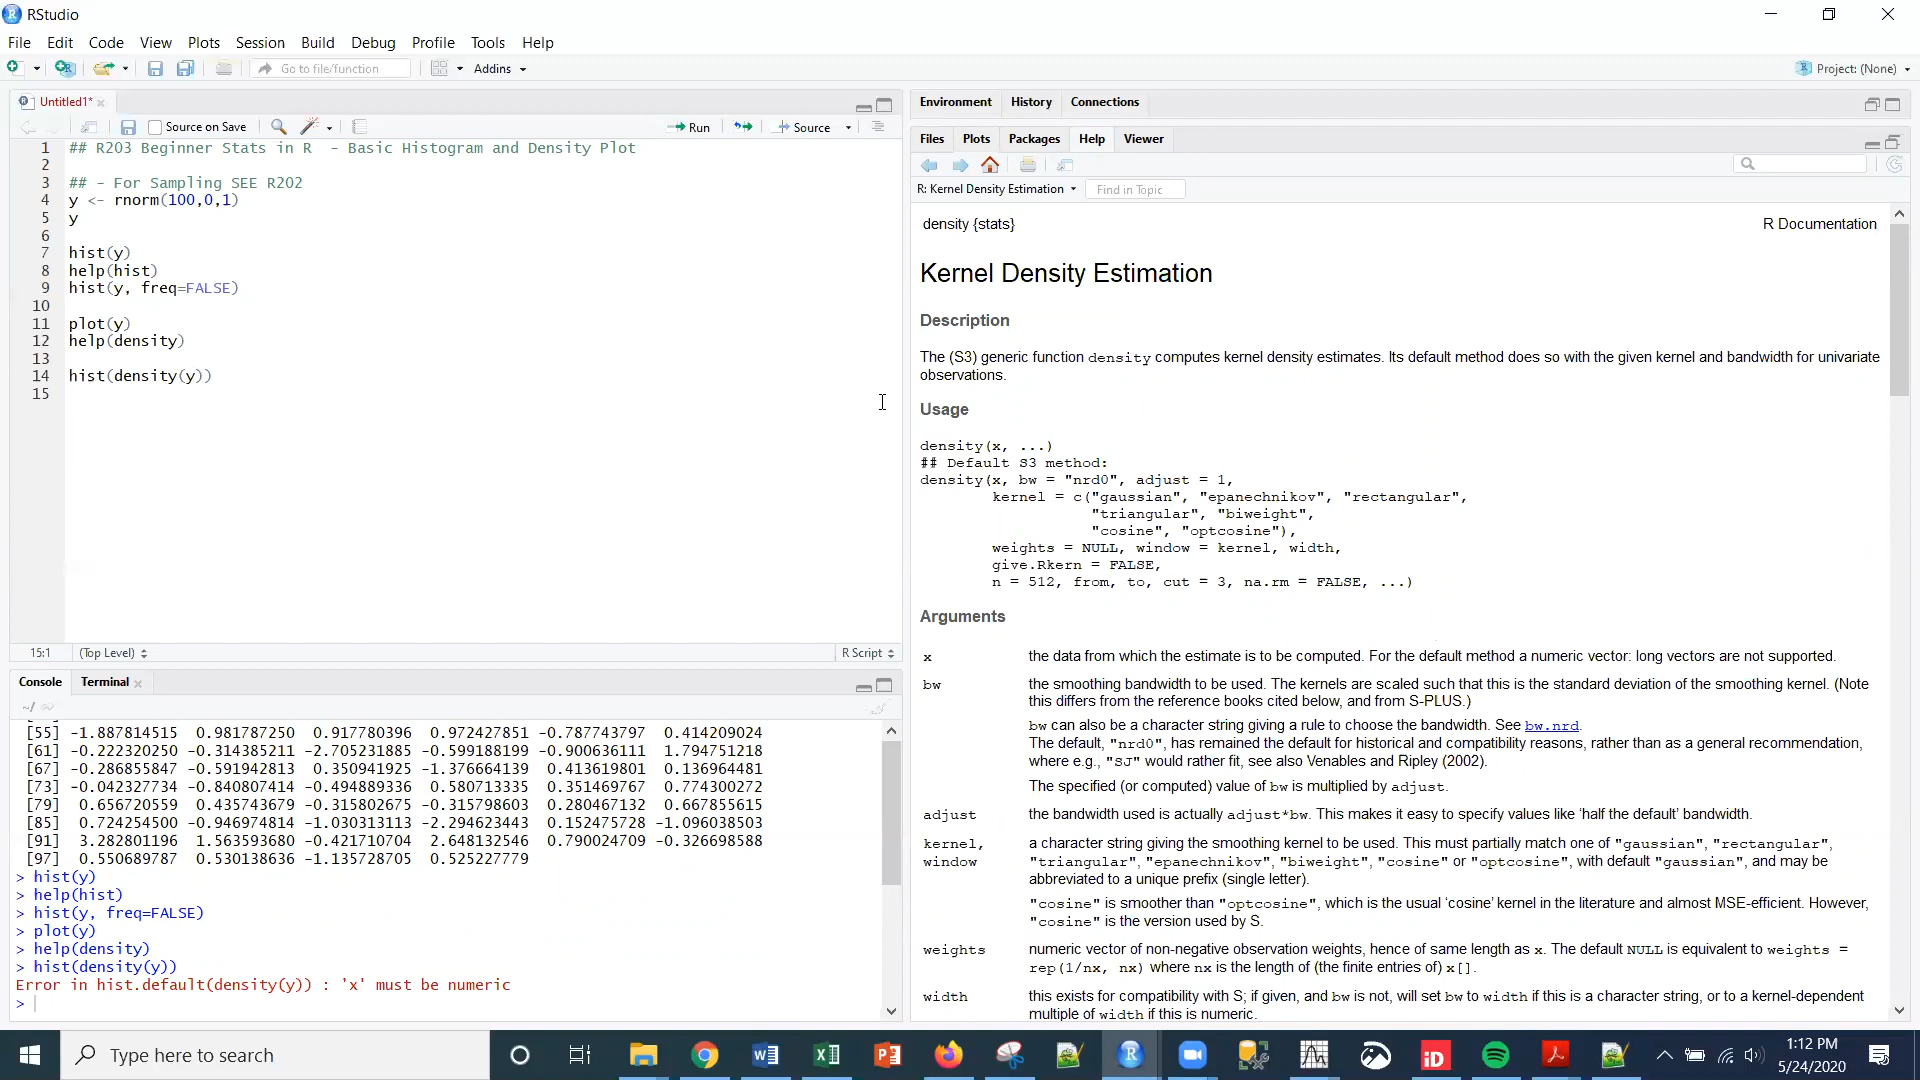 RStudio
File Edit Code View Plots Session Build Debug Profile Tools Help
Go to file/function Addins Project: (None)
Untitled1*
Source on Save Run Source
1 ## R203 Beginner Stats in R  - Basic Histogram and Density Plot
2
3 ## - For Sampling SEE R202
4 y <- rnorm(100,0,1)
5 y
6
7 hist(y)
8 help(hist)
9 hist(y, freq=FALSE)
10
11 plot(y)
12 help(density)
13
14 hist(density(y))
15
15:1 (Top Level) R Script
Console Terminal
~/
[55] -1.887814515 0.981787250 0.917780396 0.972427851 -0.787743797 0.414209024
[61] -0.222320250 -0.314385211 -2.705231885 -0.599188199 -0.900636111 1.794751218
[67] -0.286855847 -0.591942813 0.350941925 -1.376664139 0.413619801 0.136964481
[73] -0.042327734 -0.840807414 -0.494889336 0.580713335 0.351469767 0.774300272
[79] 0.656720559 0.435743679 -0.315802675 -0.315798603 0.280467132 0.667855615
[85] 0.724254500 -0.946974814 -1.030313113 -2.294623443 0.152475728 -1.096038503
[91] 3.282801196 1.563593680 -0.421710704 2.648132546 0.790024709 -0.326698588
[97] 0.550689787 0.530138636 -1.135728705 0.525227779
> hist(y)
> help(hist)
> hist(y, freq=FALSE)
> plot(y)
> help(density)
> hist(density(y))
Error in hist.default(density(y)) : 'x' must be numeric
>
Environment History Connections
Files Plots Packages Help Viewer
R: Kernel Density Estimation Find in Topic
density {stats} R Documentation
Kernel Density Estimation
Description
The (S3) generic function density computes kernel density estimates. Its default method does so with the given kernel and bandwidth for univariate
observations.
Usage
density(x, ...)
## Default S3 method:
density(x, bw = "nrd0", adjust = 1,
kernel = c("gaussian", "epanechnikov", "rectangular",
"triangular", "biweight",
"cosine", "optcosine"),
weights = NULL, window = kernel, width,
give.Rkern = FALSE,
n = 512, from, to, cut = 3, na.rm = FALSE, ...)
Arguments
x the data from which the estimate is to be computed. For the default method a numeric vector: long vectors are not supported.
bw the smoothing bandwidth to be used. The kernels are scaled such that this is the standard deviation of the smoothing kernel. (Note
this differs from the reference books cited below, and from S-PLUS.)
bw can also be a character string giving a rule to choose the bandwidth. See bw.nrd.
The default, "nrd0", has remained the default for historical and compatibility reasons, rather than as a general recommendation,
where e.g., "SJ" would rather fit, see also Venables and Ripley (2002).
The specified (or computed) value of bw is multiplied by adjust.
adjust the bandwidth used is actually adjust*bw. This makes it easy to specify values like ‘half the default’ bandwidth.
kernel, a character string giving the smoothing kernel to be used. This must partially match one of "gaussian", "rectangular",
window "triangular", "epanechnikov", "biweight", "cosine" or "optcosine", with default "gaussian", and may be
abbreviated to a unique prefix (single letter).
"cosine" is smoother than "optcosine", which is the usual ‘cosine’ kernel in the literature and almost MSE-efficient. However,
"cosine" is the version used by S.
weights numeric vector of non-negative observation weights, hence of same length as x. The default NULL is equivalent to weights =
rep(1/nx, nx) where nx is the length of (the finite entries of) x[].
width this exists for compatibility with S; if given, and bw is not, will set bw to width if this is a character string, or to a kernel-dependent
multiple of width if this is numeric.
Type here to search
1:12 PM
5/24/2020